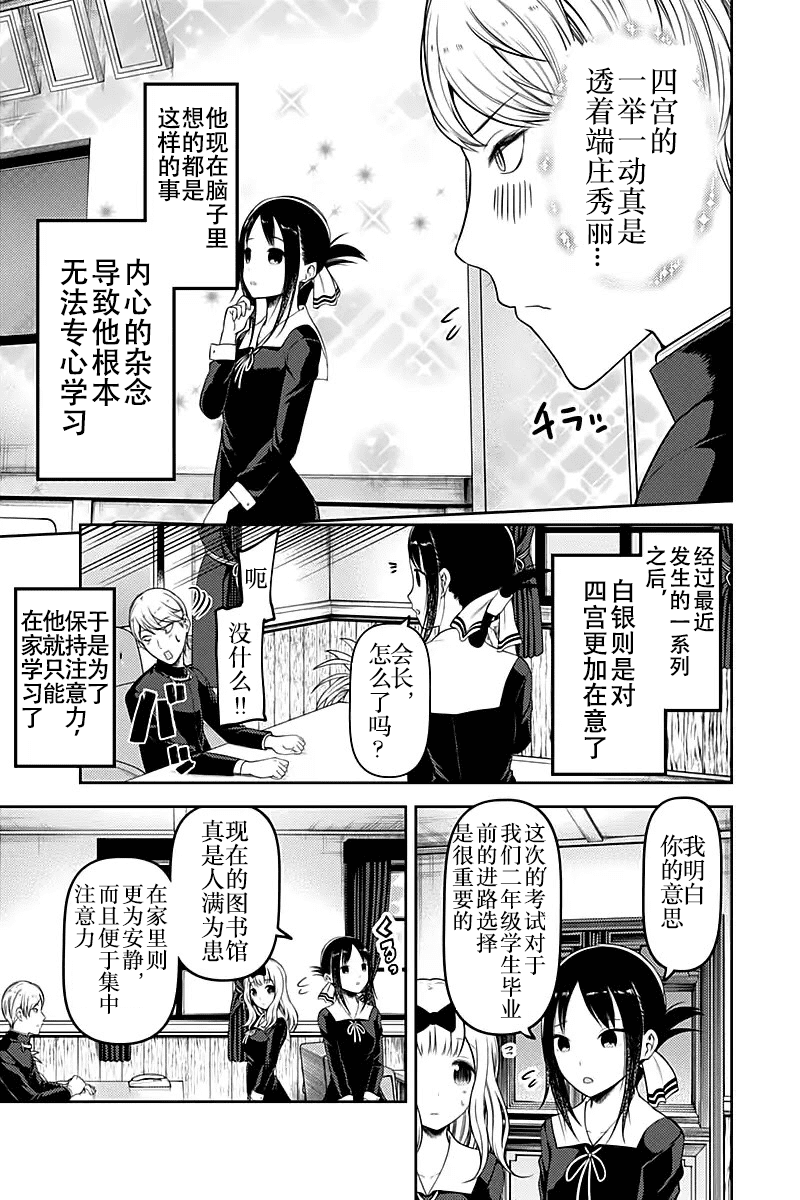 四宫的
一举一动真是
透着端庄秀丽…
チラッ
他现在脑子里
想的都是
这样的事
内心的杂念
导致他根本
无法专心学习
经过最近
发生的一系列
之后，
白银则是对
四宫更加在意了
会长，
怎么了吗？
呃
没什么!!
于是为了
保持注意力，
他就只能
在家学习了
我明白
你的意思
这次的考试对于
我们二年级学生毕业
前的进路选择
是很重要的
现在的图书馆
真是人满为患
在家里则
更为安静，
而且便于集中
注意力